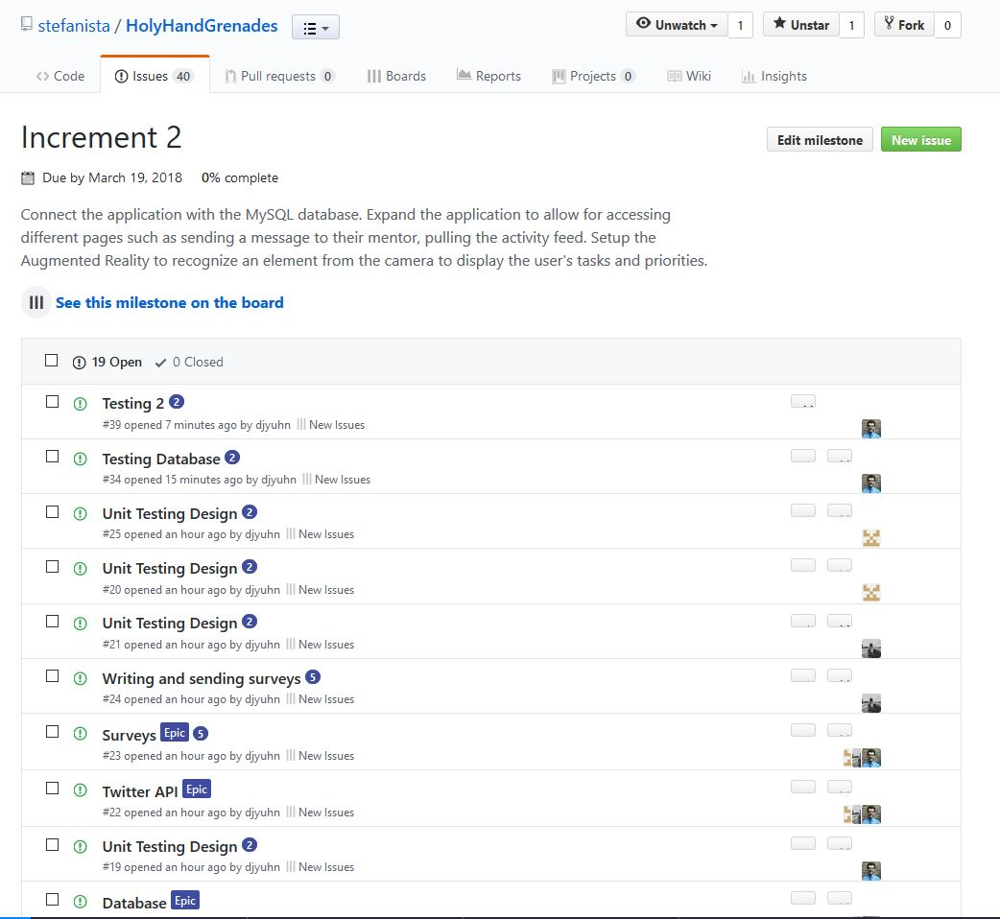 stefanista / HolyHandGrenades
Unwatch 1 Unstar 1 Fork 0
Code Issues 40 Pull requests 0 Boards Reports Projects 0 Wiki Insights
Increment 2
Edit milestone New issue
Due by March 19, 2018 0% complete
Connect the application with the MySQL database. Expand the application to allow for accessing
different pages such as sending a message to their mentor, pulling the activity feed. Setup the
Augmented Reality to recognize an element from the camera to display the user's tasks and priorities.
See this milestone on the board
19 Open 0 Closed
Testing 2 2
#39 opened 7 minutes ago by djyuhn New Issues
Testing Database 2
#34 opened 15 minutes ago by djyuhn New Issues
Unit Testing Design 2
#25 opened an hour ago by djyuhn New Issues
Unit Testing Design 2
#20 opened an hour ago by djyuhn New Issues
Unit Testing Design 2
#21 opened an hour ago by djyuhn New Issues
Writing and sending surveys 5
#24 opened an hour ago by djyuhn New Issues
Surveys Epic 5
#23 opened an hour ago by djyuhn New Issues
Twitter API Epic
#22 opened an hour ago by djyuhn New Issues
Unit Testing Design 2
#19 opened an hour ago by djyuhn New Issues
Database Epic